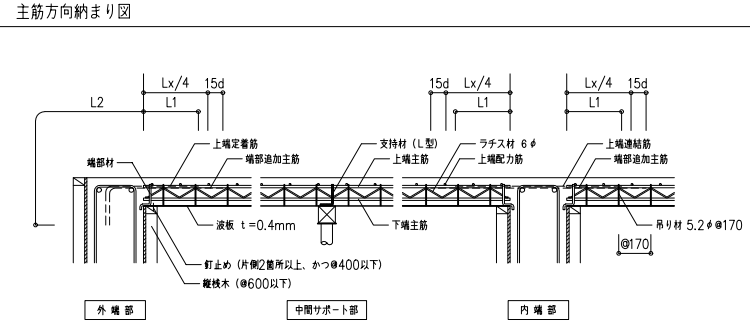 主筋方向納まり図
Lx/4 15d
L2 L1
15d Lx/4
L1
Lx/4 15d
L1
上端定着筋
端部追加主筋
端部材
支持材(L型)
上端主筋
ラチス材 6φ
上端配力筋
上端連結筋
端部追加主筋
波板 t=0.4mm
下端主筋
吊り材 5.2φ@170
@170
釘止め(片側2箇所以上、かつ@400以下)
縦桟木(@600以下)
外端部
中間サポート部
内端部